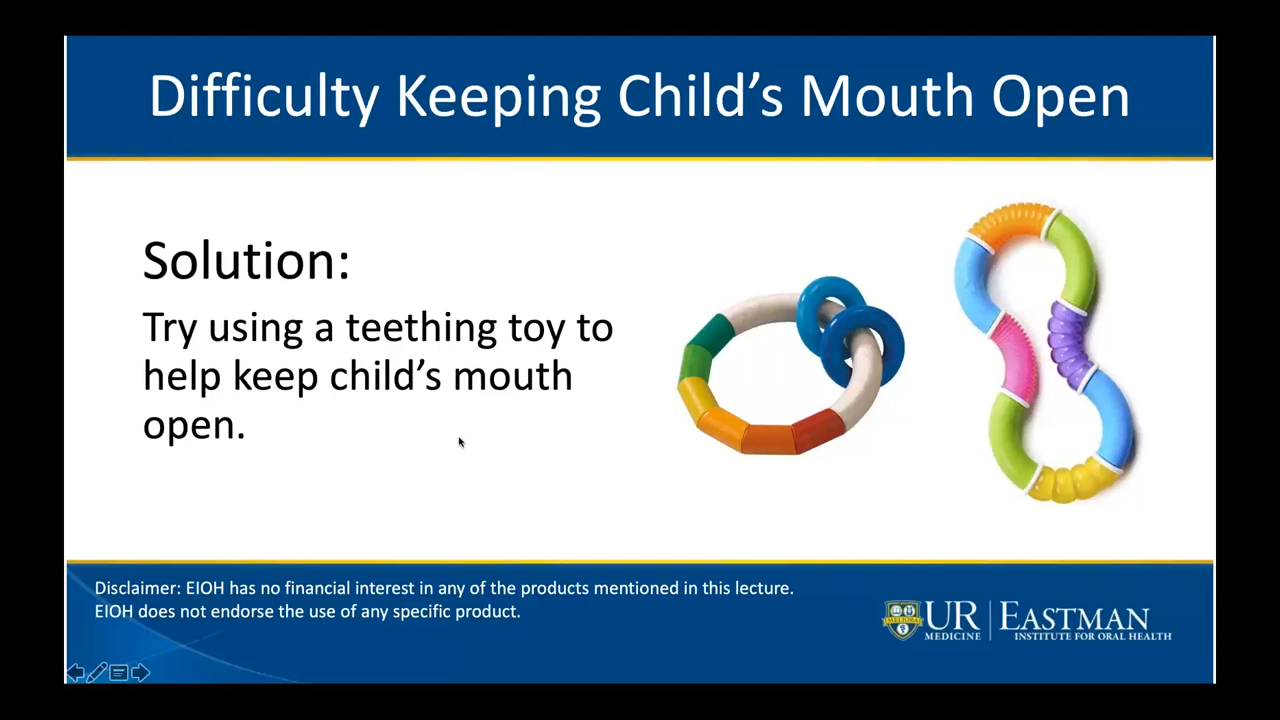 Difficulty Keeping Child’s Mouth Open
Solution:
Try using a teething toy to
help keep child’s mouth
open.
Disclaimer: EIOH has no financial interest in any of the products mentioned in this lecture.
EIOH does not endorse the use of any specific product.
MELIORA
UR
MEDICINE
EASTMAN
INSTITUTE FOR ORAL HEALTH